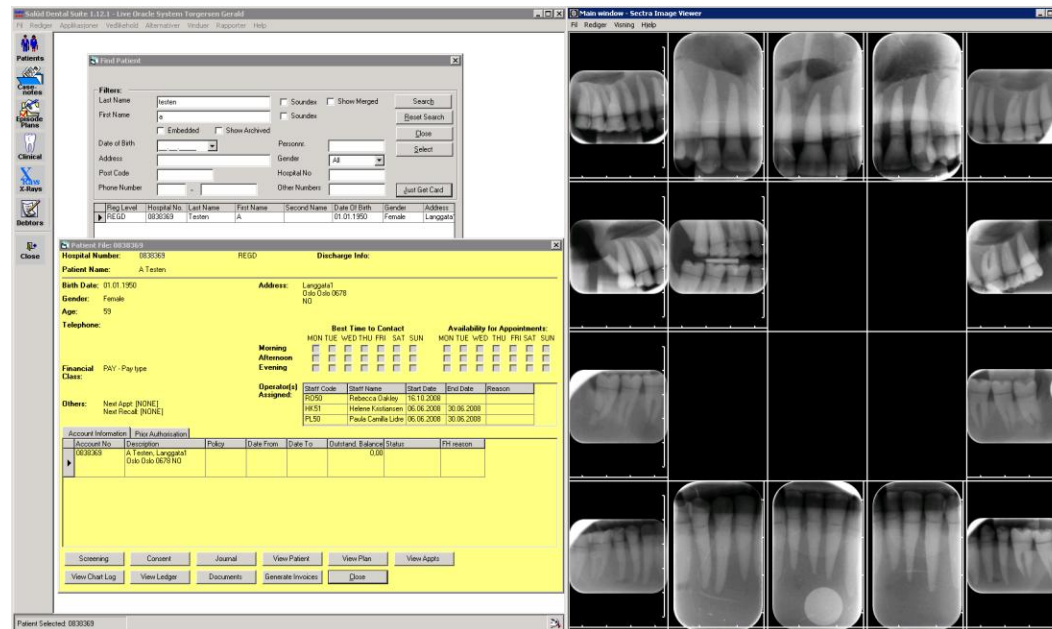 Salúd Dental Suite 1.12.1 - Live Oracle System Torgersen Gerald
Fil Rediger Applikasjoner Vedlikehold Alternativer Vinduer Rapporter Help
Patients
Case-notes
Episode Plans
Clinical
X-Rays
Debtors
Close
Find Patient
Filters:
Last Name testen Soundex Show Merged Search
First Name a Soundex Reset Search
Embedded Show Archived Close
Date of Birth Personnr. Select
Address Gender All
Post Code Hospital No
Phone Number - Other Numbers Just Get Card
Reg Level Hospital No. Last Name First Name Second Name Date Of Birth Gender Address
REGD 0838369 Testen A 01.01.1950 Female Langgata
Patient File: 0838369
Hospital Number: 0838369 REGD Discharge Info:
Patient Name: A Testen
Birth Date: 01.01.1950 Address: Langgata1
Oslo Oslo 0678
Gender: Female NO
Age: 59
Telephone:
Best Time to Contact Availability for Appointments:
MON TUE WED THU FRI SAT SUN MON TUE WED THU FRI SAT SUN
Morning
Afternoon
Evening
Financial Class: PAY - Pay type
Operator(s) Assigned:
Staff Code Staff Name Start Date End Date Reason
RO50 Rebecca Oakley 16.10.2008
HK51 Helene Kristiansen 06.06.2008 30.06.2008
PL50 Paula Camilla Lidre 06.06.2008 30.06.2008
Others: Next Appt: [NONE]
Next Recall: [NONE]
Account Information Prior Authorisation
Account No Description Policy Date From Date To Outstand. Balance Status FH reason
0838369 A Testen, Langgata1 0,00
Oslo Oslo 0678 NO
Screening Consent Journal View Patient View Plan View Appts
View Chart Log View Ledger Documents Generate Invoices Close
Patient Selected: 0838369
Main window - Sectra Image Viewer
Fil Rediger Visning Hjelp